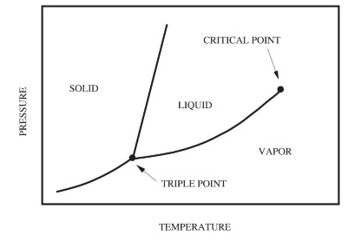 CRITICAL POINT
SOLID
LIQUID
PRESSURE
VAPOR
TRIPLE POINT
TEMPERATURE